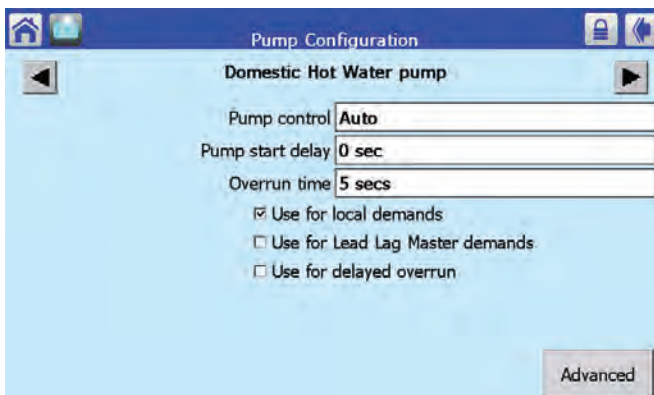 Pump Configuration
Domestic Hot Water pump
Pump control Auto
Pump start delay 0 sec
Overrun time 5 secs
Use for local demands
Use for Lead Lag Master demands
Use for delayed overrun
Advanced